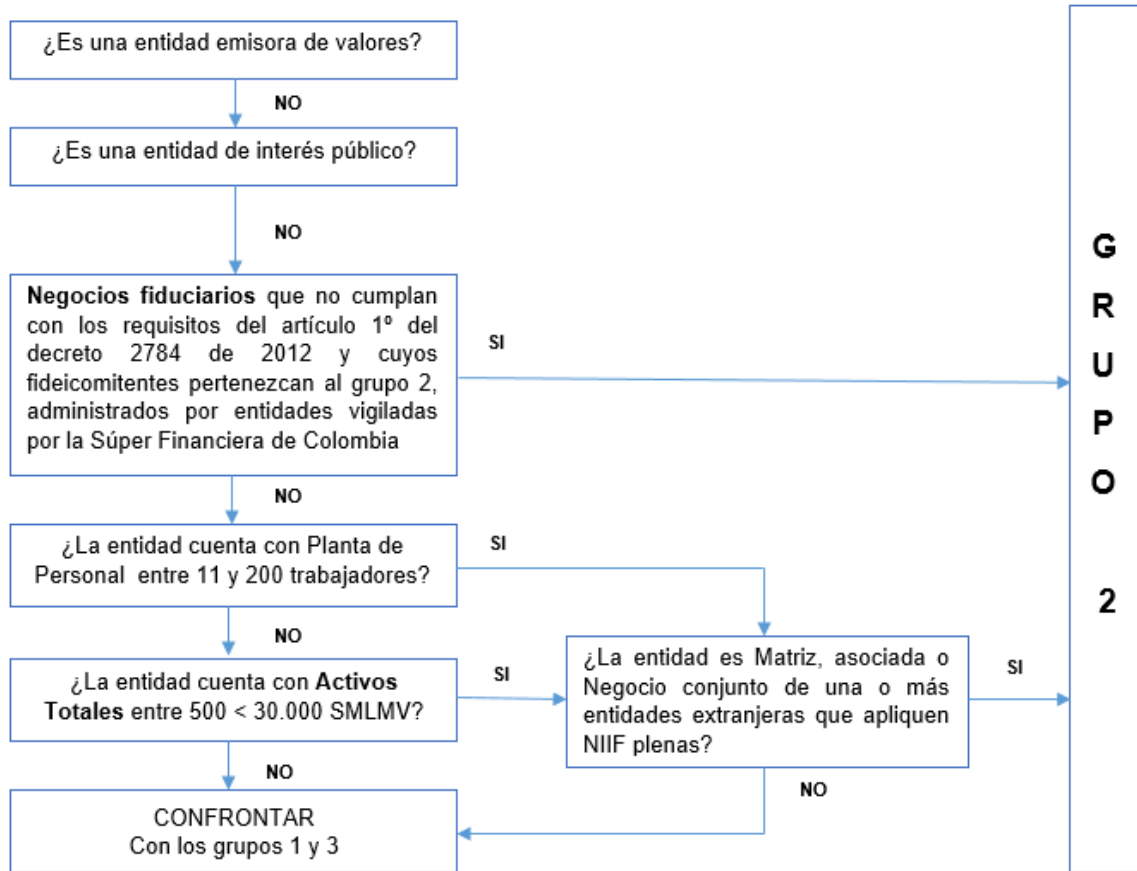 ¿Es una entidad emisora de valores?
NO
¿Es una entidad de interés público?
NO
Negocios fiduciarios que no cumplan
con los requisitos del artículo 1º del
decreto 2784 de 2012 y cuyos
fideicomitentes pertenezcan al grupo 2,
administrados por entidades vigiladas
por la Súper Financiera de Colombia
SI
NO
¿La entidad cuenta con Planta de
Personal entre 11 y 200 trabajadores?
SI
NO
¿La entidad cuenta con Activos
Totales entre 500 < 30.000 SMLMV?
SI
¿La entidad es Matriz, asociada o
Negocio conjunto de una o más
entidades extranjeras que apliquen
NIIF plenas?
SI
NO
NO
CONFRONTAR
Con los grupos 1 y 3
G
R
U
P
O
2